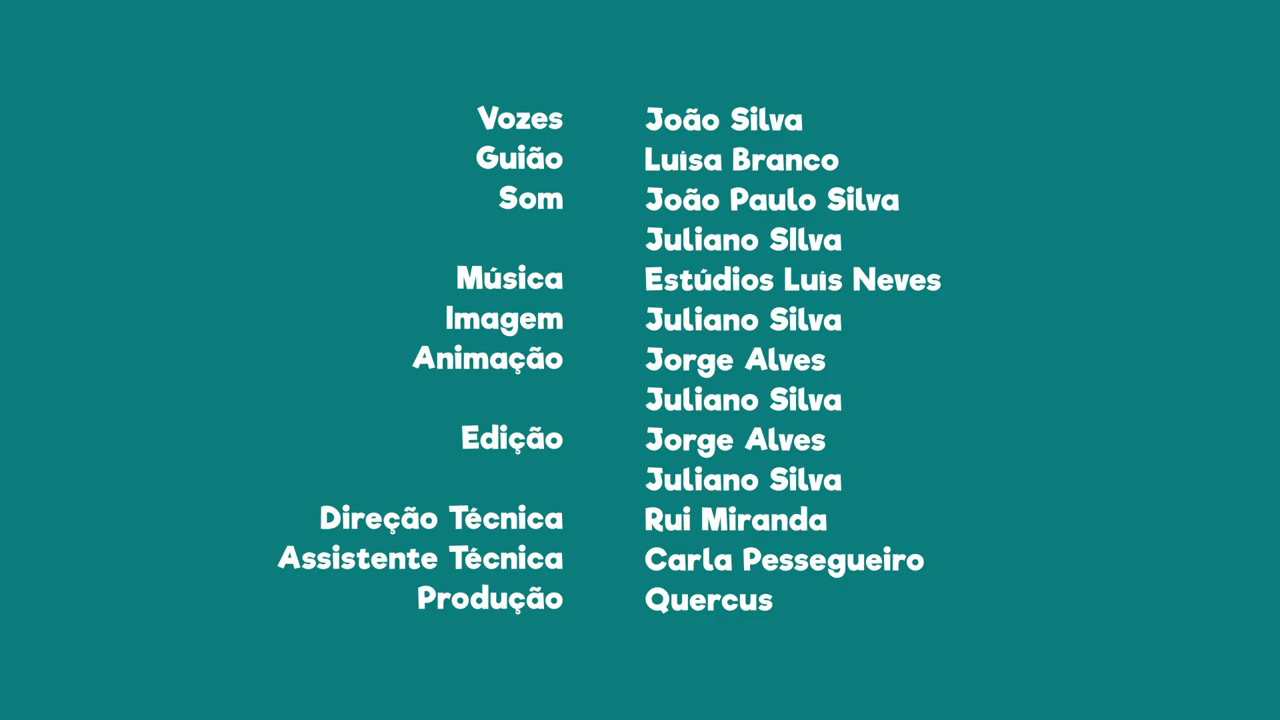 Vozes João Silva
Guião Luísa Branco
Som João Paulo Silva
Juliano SIlva
Música Estúdios Luís Neves
Imagem Juliano Silva
Animação Jorge Alves
Juliano Silva
Edição Jorge Alves
Juliano Silva
Direção Técnica Rui Miranda
Assistente Técnica Carla Pessegueiro
Produção Quercus